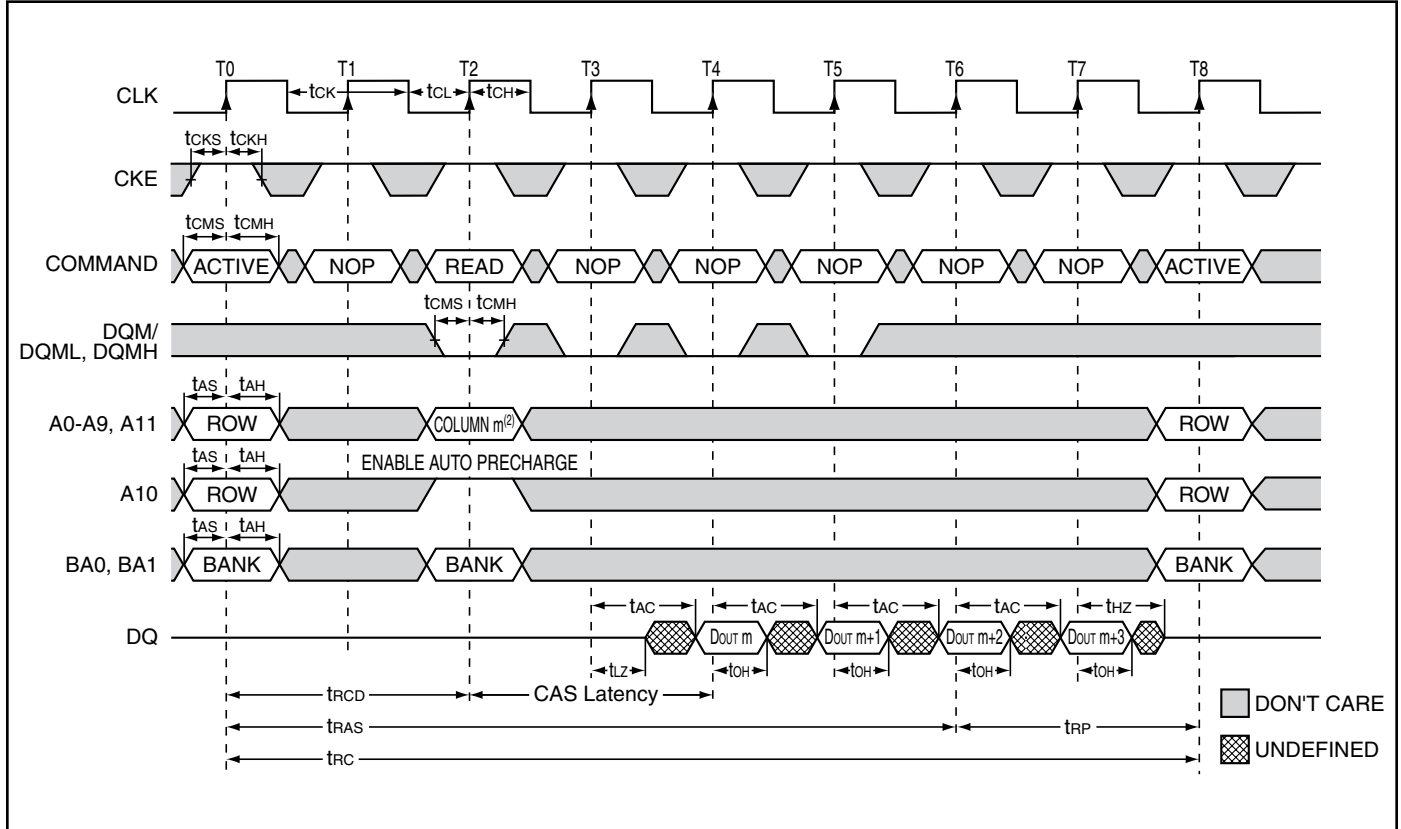 T0 T1 T2 T3 T4 T5 T6 T7 T8
CLK
tCK tCL tCH
tCKS tCKH
CKE
tCMS tCMH
COMMAND ACTIVE NOP READ NOP NOP NOP NOP NOP ACTIVE
tCMS tCMH
DQM/
DQML, DQMH
tAS tAH
A0-A9, A11 ROW COLUMN m(2) ROW
tAS tAH ENABLE AUTO PRECHARGE
A10 ROW ROW
tAS tAH
BA0, BA1 BANK BANK BANK
tAC tAC tAC tAC tHZ
DQ DOUT m DOUT m+1 DOUT m+2 DOUT m+3
tLZ tOH tOH tOH tOH
tRCD CAS Latency
DON'T CARE
tRAS tRP
UNDEFINED
tRC